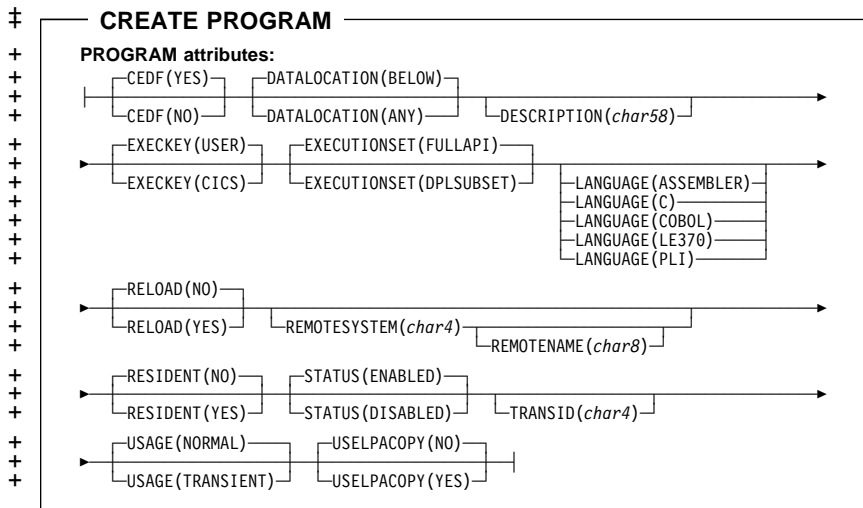 ‡ CREATE PROGRAM
+ PROGRAM attributes:
+ CEDF(YES) DATALOCATION(BELOW)
+
+ CEDF(NO) DATALOCATION(ANY) DESCRIPTION(char58)
+ EXECKEY(USER) EXECUTIONSET(FULLAPI)
+
+ EXECKEY(CICS) EXECUTIONSET(DPLSUBSET) LANGUAGE(ASSEMBLER)
+ LANGUAGE(C)
+ LANGUAGE(COBOL)
+ LANGUAGE(LE370)
+ LANGUAGE(PLI)
+ RELOAD(NO)
+
+ RELOAD(YES) REMOTESYSTEM(char4)
+ REMOTENAME(char8)
+ RESIDENT(NO) STATUS(ENABLED)
+
+ RESIDENT(YES) STATUS(DISABLED) TRANSID(char4)
+ USAGE(NORMAL) USELPACOPY(NO)
+
+ USAGE(TRANSIENT) USELPACOPY(YES)